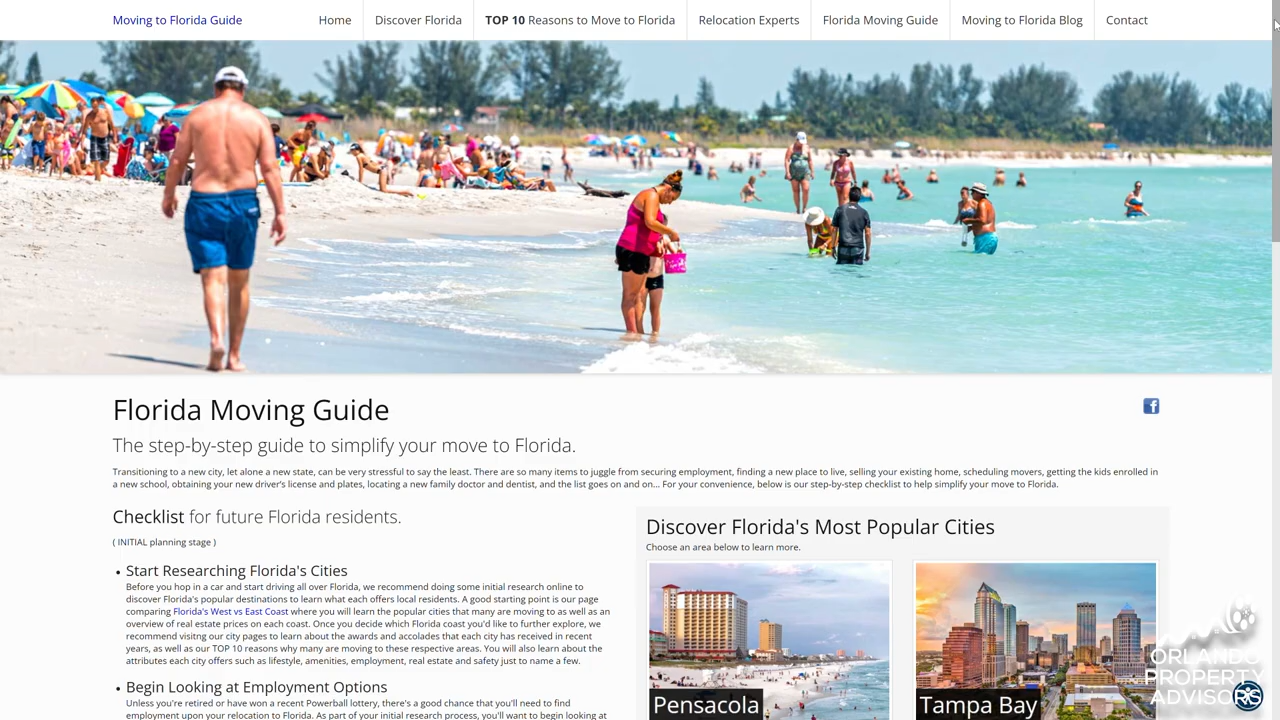 Moving to Florida Guide
Home
Discover Florida
TOP 10 Reasons to Move to Florida
Relocation Experts
Florida Moving Guide
Moving to Florida Blog
Contact
Florida Moving Guide
The step-by-step guide to simplify your move to Florida.
Transitioning to a new city, let alone a new state, can be very stressful to say the least. There are so many items to juggle from securing employment, finding a new place to live, selling your existing home, scheduling movers, getting the kids enrolled in
a new school, obtaining your new driver's license and plates, locating a new family doctor and dentist, and the list goes on and on... For your convenience, below is our step-by-step checklist to help simplify your move to Florida.
Checklist for future Florida residents.
( INITIAL planning stage )
• Start Researching Florida's Cities
Before you hop in a car and start driving all over Florida, we recommend doing some initial research online to
discover Florida's popular destinations to learn what each offers local residents. A good starting point is our page
comparing Florida's West vs East Coast where you will learn the popular cities that many are moving to as well as an
overview of real estate prices on each coast. Once you decide which Florida coast you'd like to further explore, we
recommend visitng our city pages to learn about the awards and accolades that each city has received in recent
years, as well as our TOP 10 reasons why many are moving to these respective areas. You will also learn about the
attributes each city offers such as lifestyle, amenities, employment, real estate and safety just to name a few.
• Begin Looking at Employment Options
Unless you're retired or have won a recent Powerball lottery, there's a good chance that you'll need to find
employment upon your relocation to Florida. As part of your initial research process, you'll want to begin looking at
Discover Florida's Most Popular Cities
Choose an area below to learn more.
Pensacola
Tampa Bay
ORLANDO
PROPERTY
ADVISORS